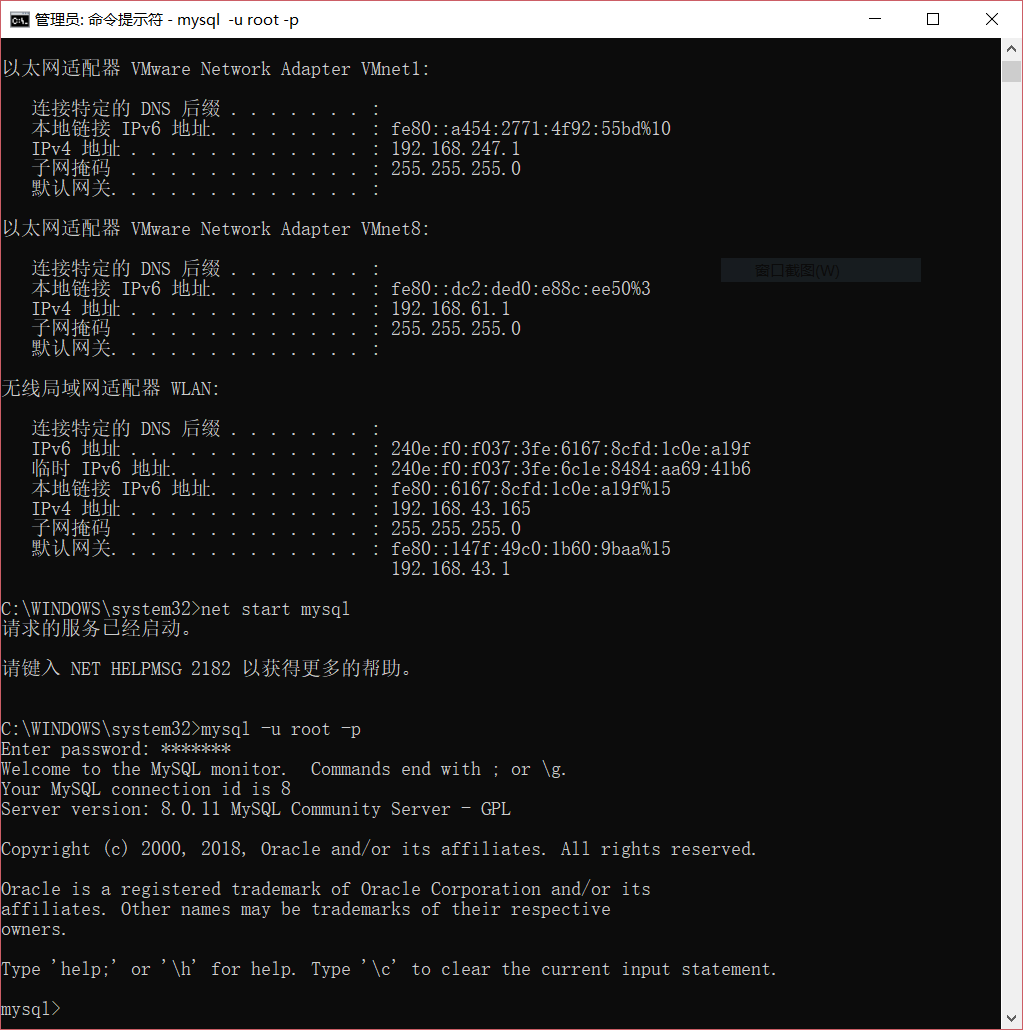 管理员: 命令提示符 - mysql  -u root -p
以太网适配器 VMware Network Adapter VMnet1:
连接特定的 DNS 后缀 . . . . . . . :
本地链接 IPv6 地址. . . . . . . . : fe80::a454:2771:4f92:55bd%10
IPv4 地址 . . . . . . . . . . . . : 192.168.247.1
子网掩码  . . . . . . . . . . . . : 255.255.255.0
默认网关. . . . . . . . . . . . . :
以太网适配器 VMware Network Adapter VMnet8:
连接特定的 DNS 后缀 . . . . . . . :
窗口截图(W)
本地链接 IPv6 地址. . . . . . . . : fe80::dc2:ded0:e88c:ee50%3
IPv4 地址 . . . . . . . . . . . . : 192.168.61.1
子网掩码  . . . . . . . . . . . . : 255.255.255.0
默认网关. . . . . . . . . . . . . :
无线局域网适配器 WLAN:
连接特定的 DNS 后缀 . . . . . . . :
IPv6 地址 . . . . . . . . . . . . : 240e:f0:f037:3fe:6167:8cfd:1c0e:a19f
临时 IPv6 地址. . . . . . . . . . : 240e:f0:f037:3fe:6c1e:8484:aa69:41b6
本地链接 IPv6 地址. . . . . . . . : fe80::6167:8cfd:1c0e:a19f%15
IPv4 地址 . . . . . . . . . . . . : 192.168.43.165
子网掩码  . . . . . . . . . . . . : 255.255.255.0
默认网关. . . . . . . . . . . . . : fe80::147f:49c0:1b60:9baa%15
192.168.43.1
C:\WINDOWS\system32>net start mysql
请求的服务已经启动。
请键入 NET HELPMSG 2182 以获得更多的帮助。
C:\WINDOWS\system32>mysql -u root -p
Enter password: *******
Welcome to the MySQL monitor.  Commands end with ; or \g.
Your MySQL connection id is 8
Server version: 8.0.11 MySQL Community Server - GPL
Copyright (c) 2000, 2018, Oracle and/or its affiliates. All rights reserved.
Oracle is a registered trademark of Oracle Corporation and/or its
affiliates. Other names may be trademarks of their respective
owners.
Type 'help;' or '\h' for help. Type '\c' to clear the current input statement.
mysql>